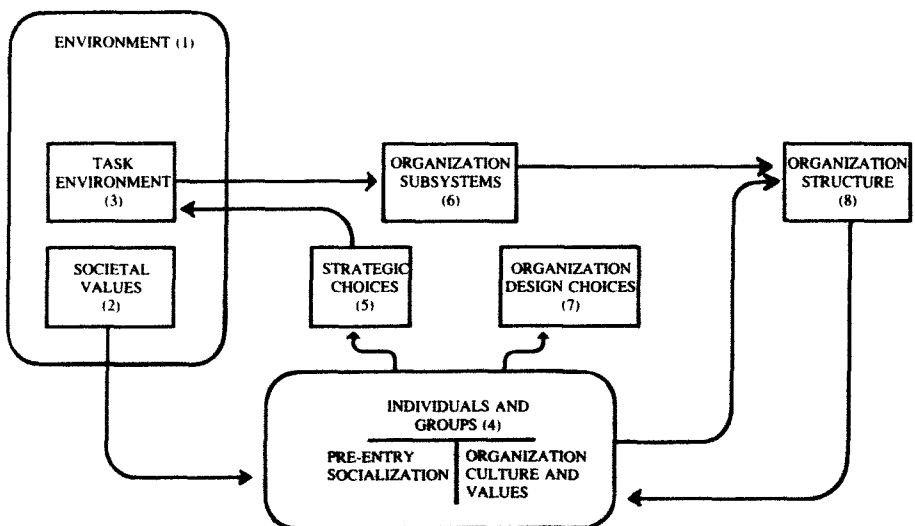 ENVIRONMENT (1)
TASK
ENVIRONMENT
(3)
ORGANIZATION
SUBSYSTEMS
(6)
ORGANIZATION
STRUCTURE
(8)
SOCIETAL
VALUES
(2)
STRATEGIC
CHOICES
(5)
ORGANIZATION
DESIGN CHOICES
(7)
INDIVIDUALS AND
GROUPS (4)
PRE-ENTRY
SOCIALIZATION
ORGANIZATION
CULTURE AND
VALUES